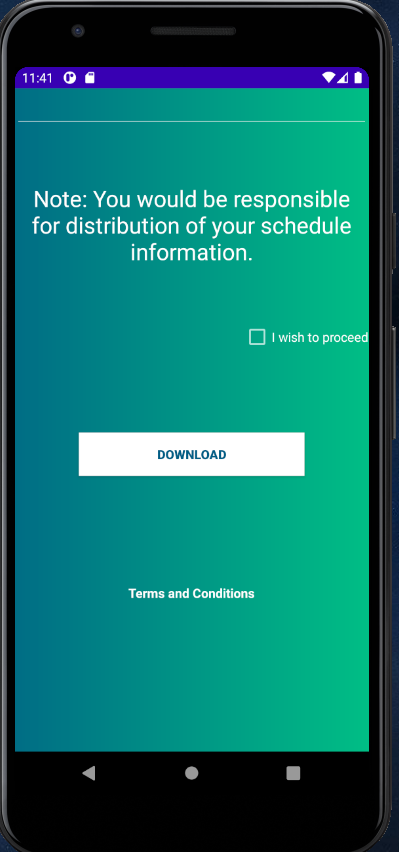 11:41
Note: You would be responsible
for distribution of your schedule
information.
I wish to proceed
DOWNLOAD
Terms and Conditions